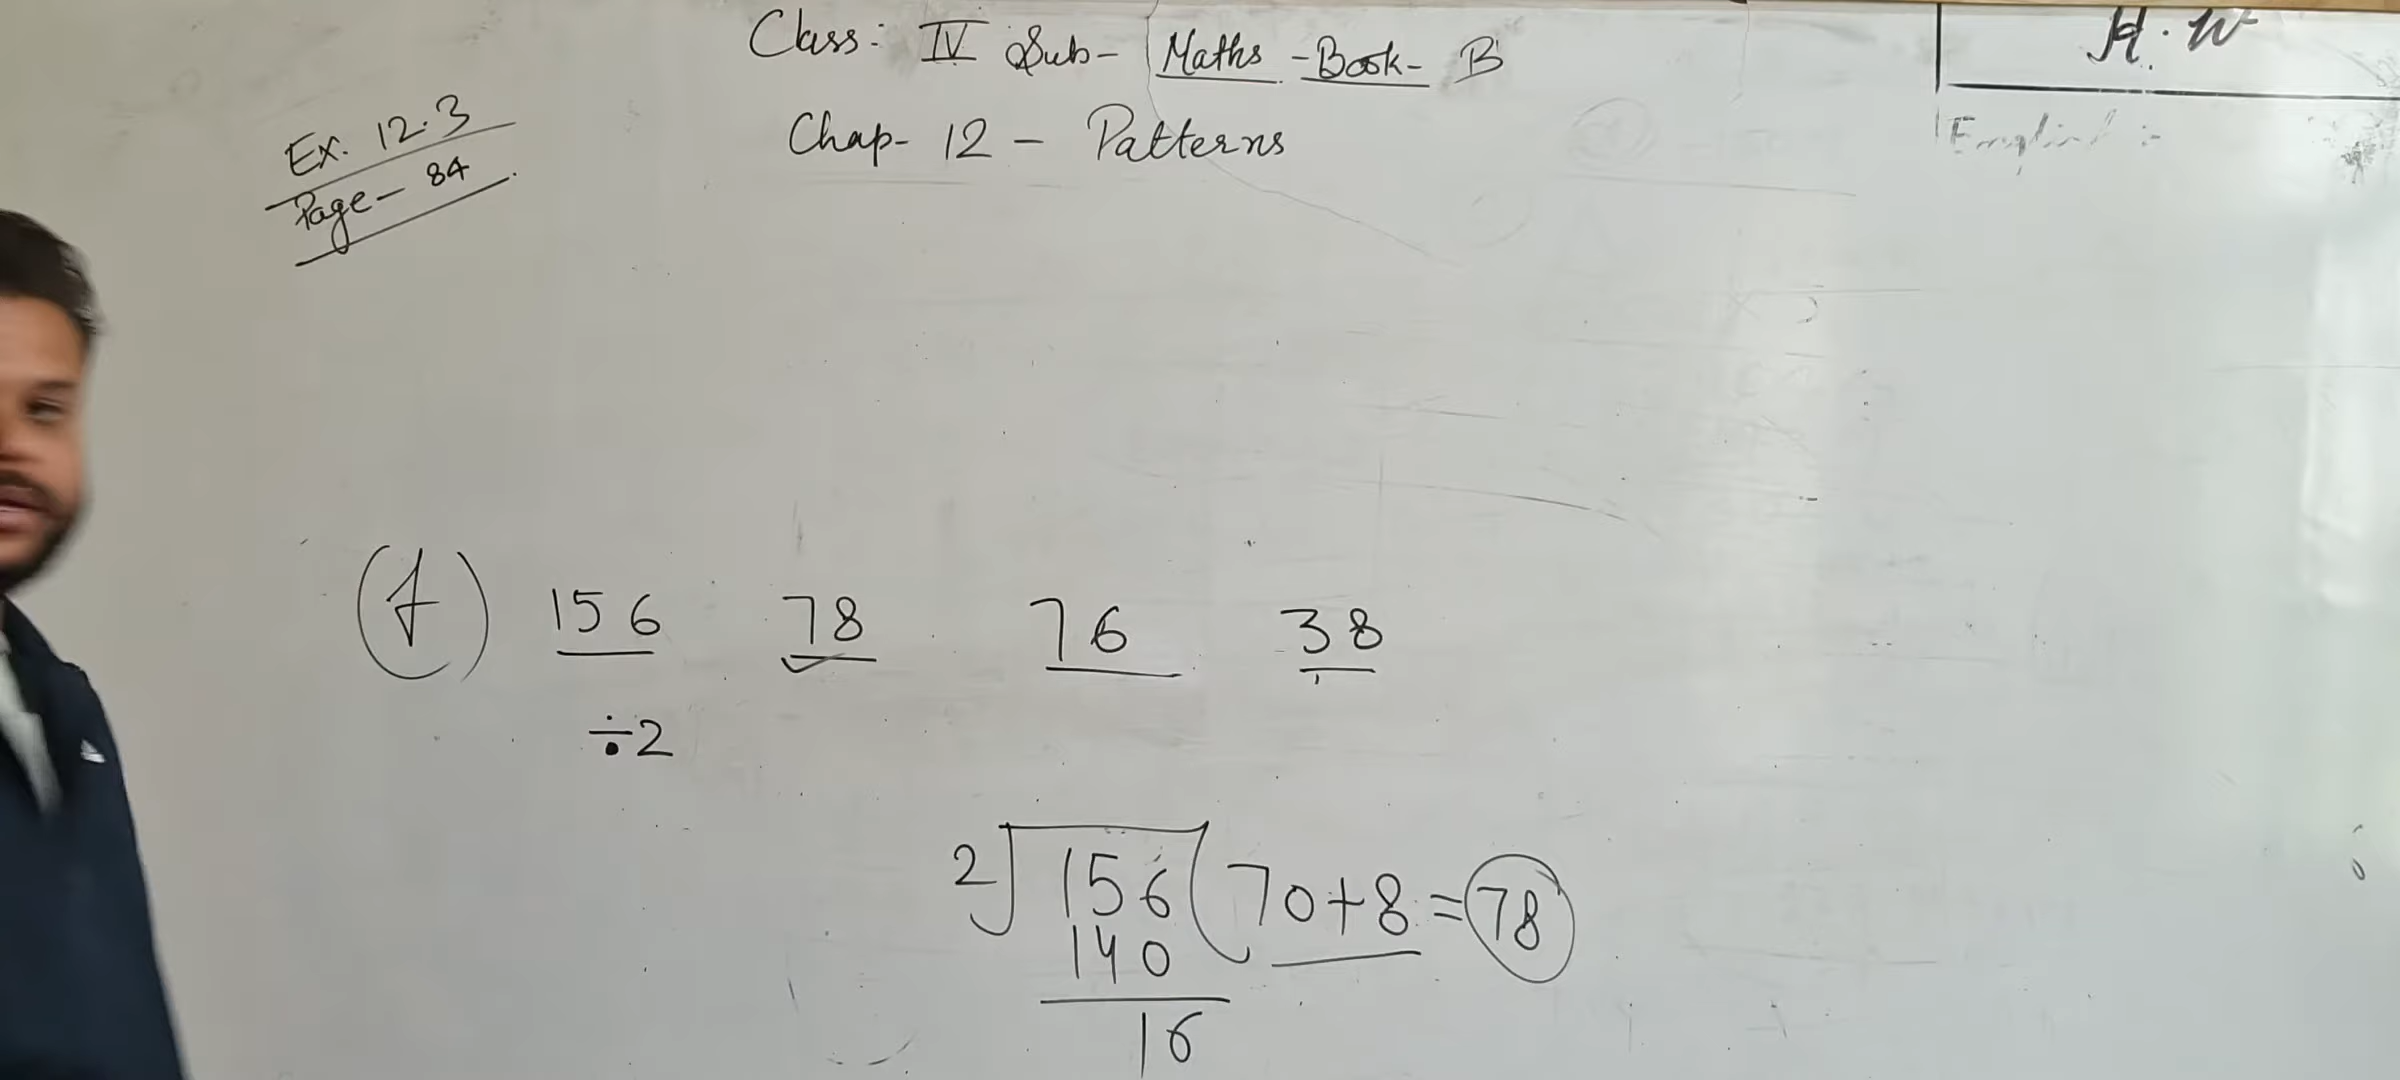 Class: IV Sub- Maths -Book- B
H.W
Chap- 12 - Patterns
English :-
Ex. 12.3
Page- 84
(f) 156 78 76 38
÷2
2 156 70+8 = 78
140
16